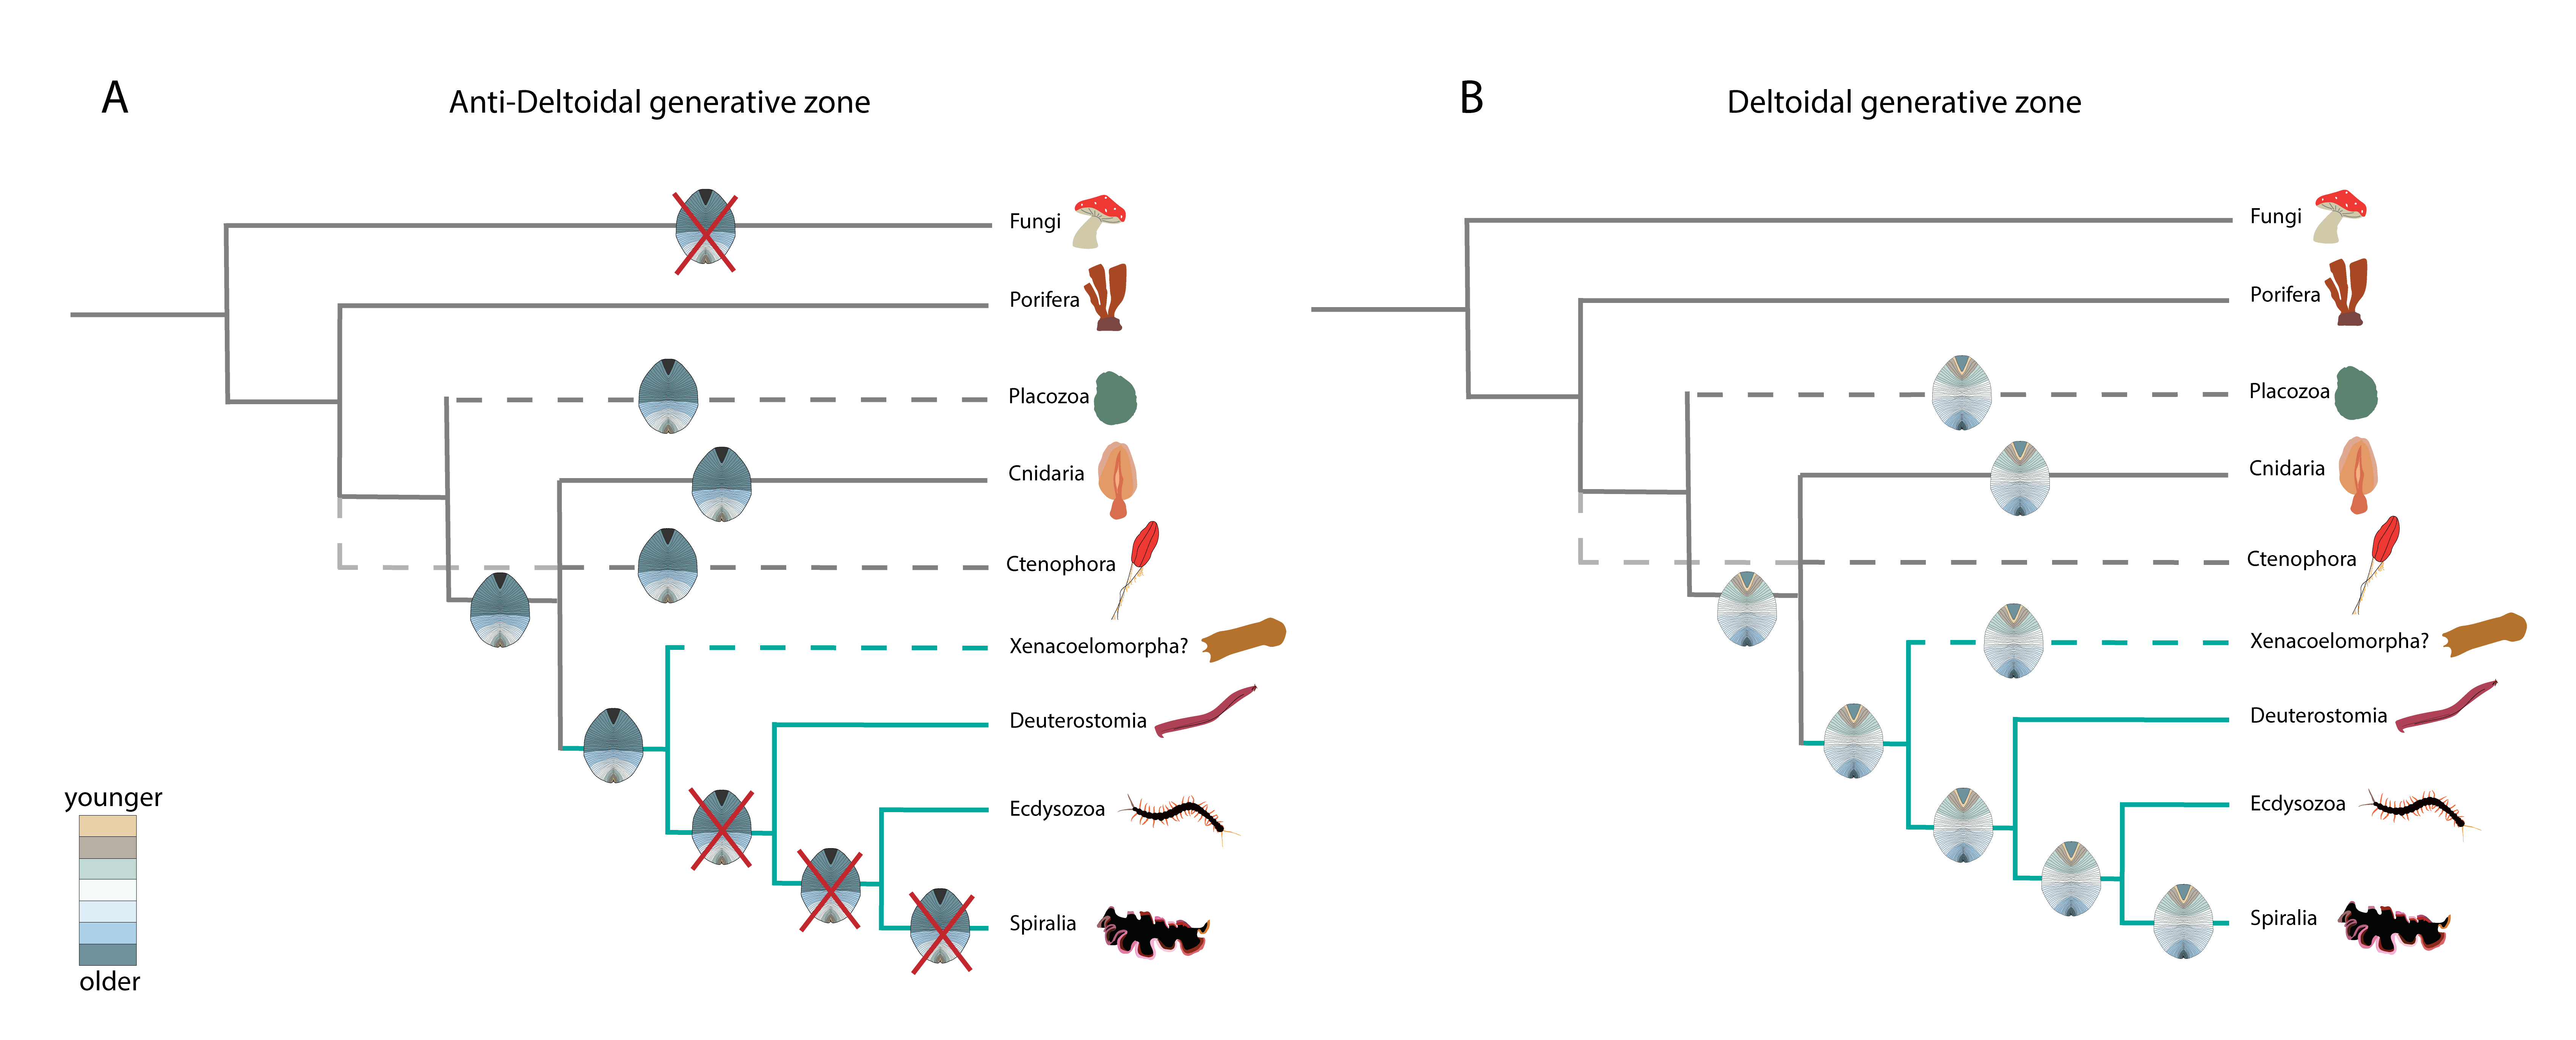 A
Anti-Deltoidal generative zone
Fungi
Porifera
Placozoa
Cnidaria
Ctenophora
Xenacoelomorpha?
Deuterostomia
Ecdysozoa
Spiralia
younger
older
B
Deltoidal generative zone
Fungi
Porifera
Placozoa
Cnidaria
Ctenophora
Xenacoelomorpha?
Deuterostomia
Ecdysozoa
Spiralia